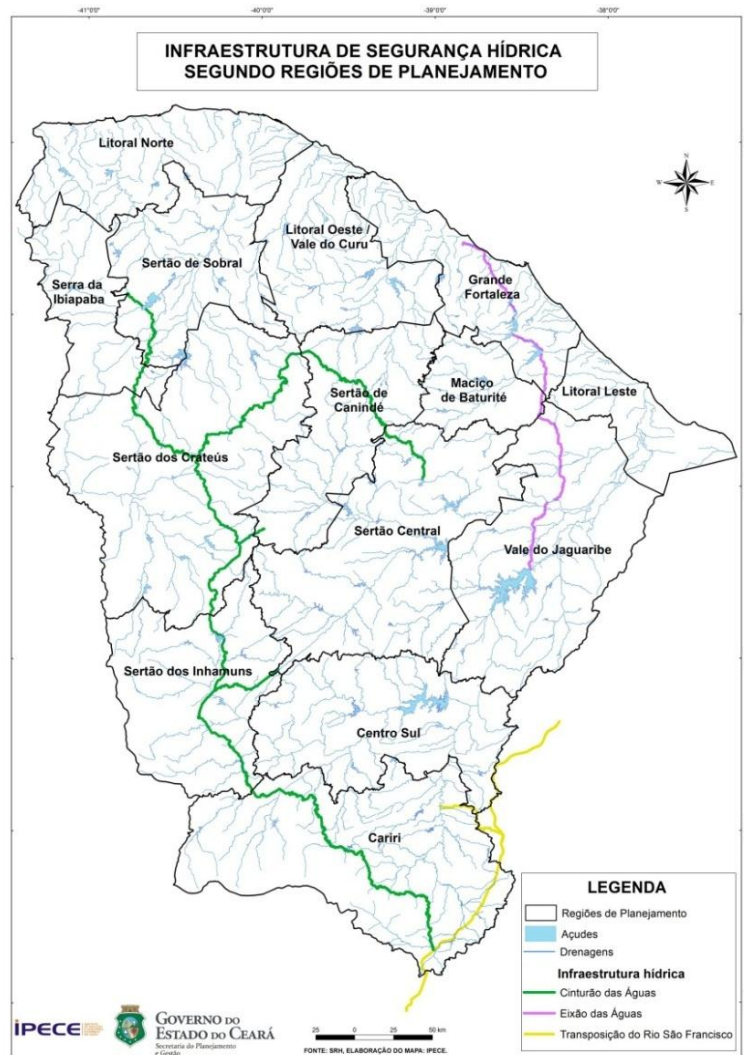 -41°0'0"
-40°0'0"
-39°0'0"
-38°0'0"
INFRAESTRUTURA DE SEGURANÇA HÍDRICA
SEGUNDO REGIÕES DE PLANEJAMENTO
N
W
E
S
Litoral Norte
Litoral Oeste /
Vale do Curu
Sertão de Sobral
Serra da
Ibiapaba
Grande
Fortaleza
Maciço
de Baturité
Litoral Leste
Sertão de
Canindé
Sertão dos Crateús
Sertão Central
Vale do Jaguaribe
Sertão dos Inhamuns
Centro Sul
Cariri
LEGENDA
Regiões de Planejamento
Açudes
Drenagens
Infraestrutura hídrica
Cinturão das Águas
Eixão das Águas
Transposição do Rio São Francisco
IPECE
GOVERNO DO
ESTADO DO CEARÁ
Secretaria do Planejamento
e Gestão
25 0 25 50 km
FONTE: SRH, ELABORAÇÃO DO MAPA: IPECE.